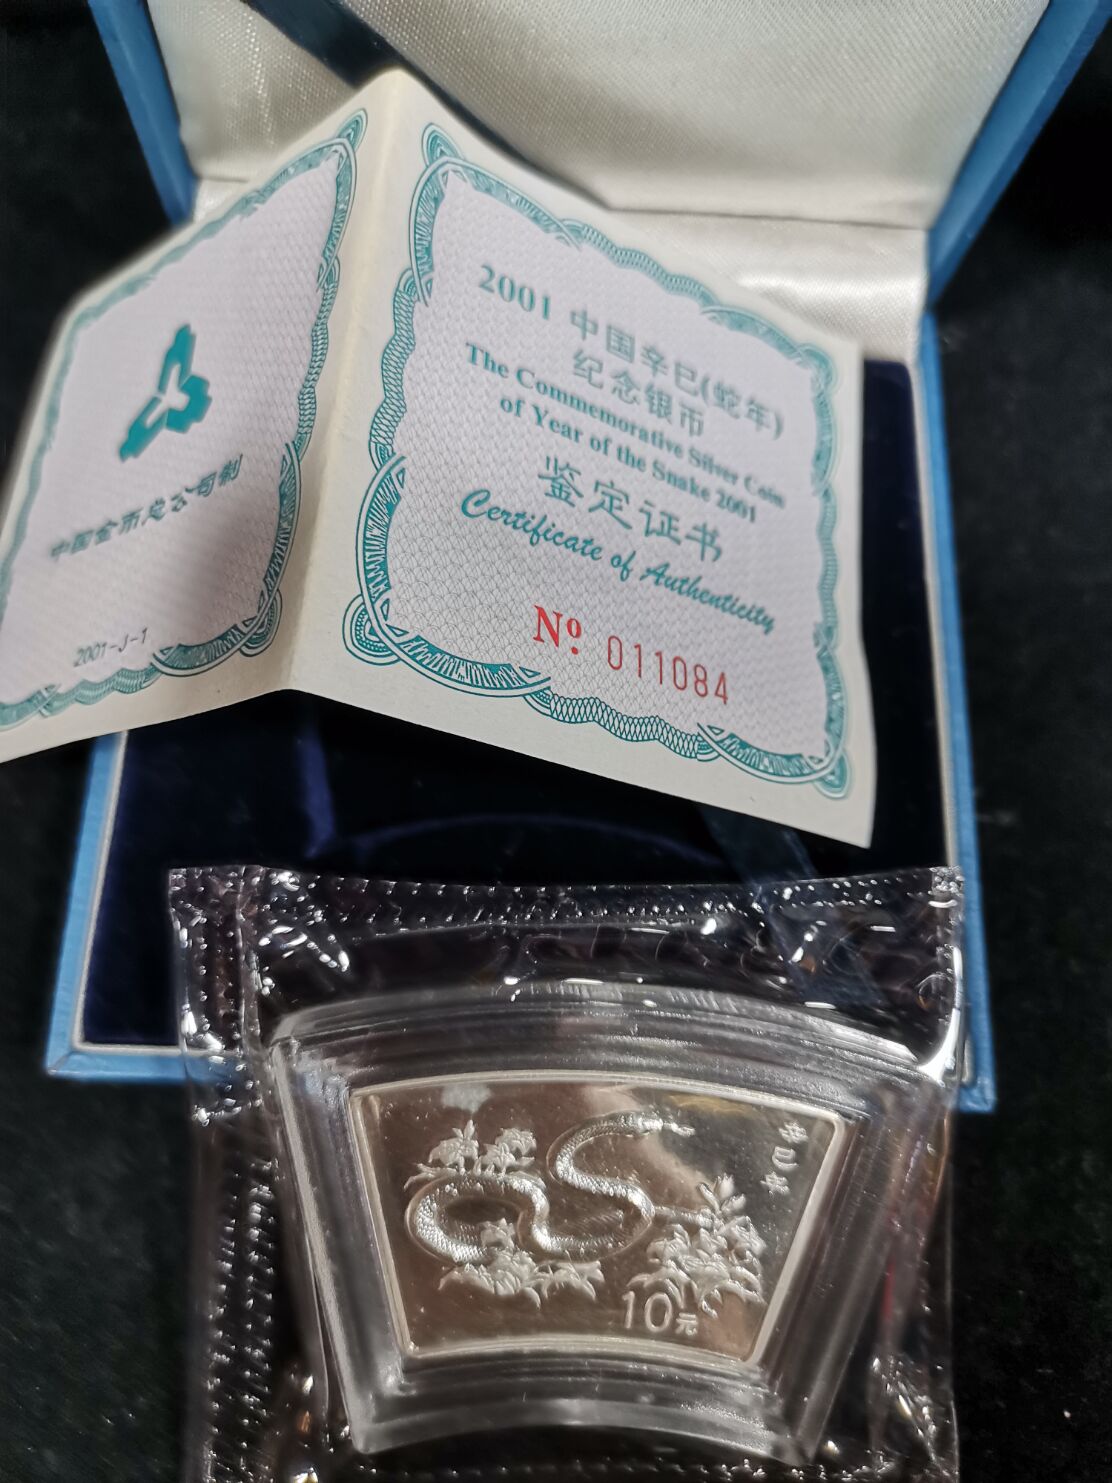 中国金币总公司制
2001-J-1
2001 中国辛巳(蛇年)
纪念银币
The Commemorative Silver Coin
of Year of the Snake 2001
鉴定证书
Certificate of Authenticity
Nº 011084
辛巳年
10元